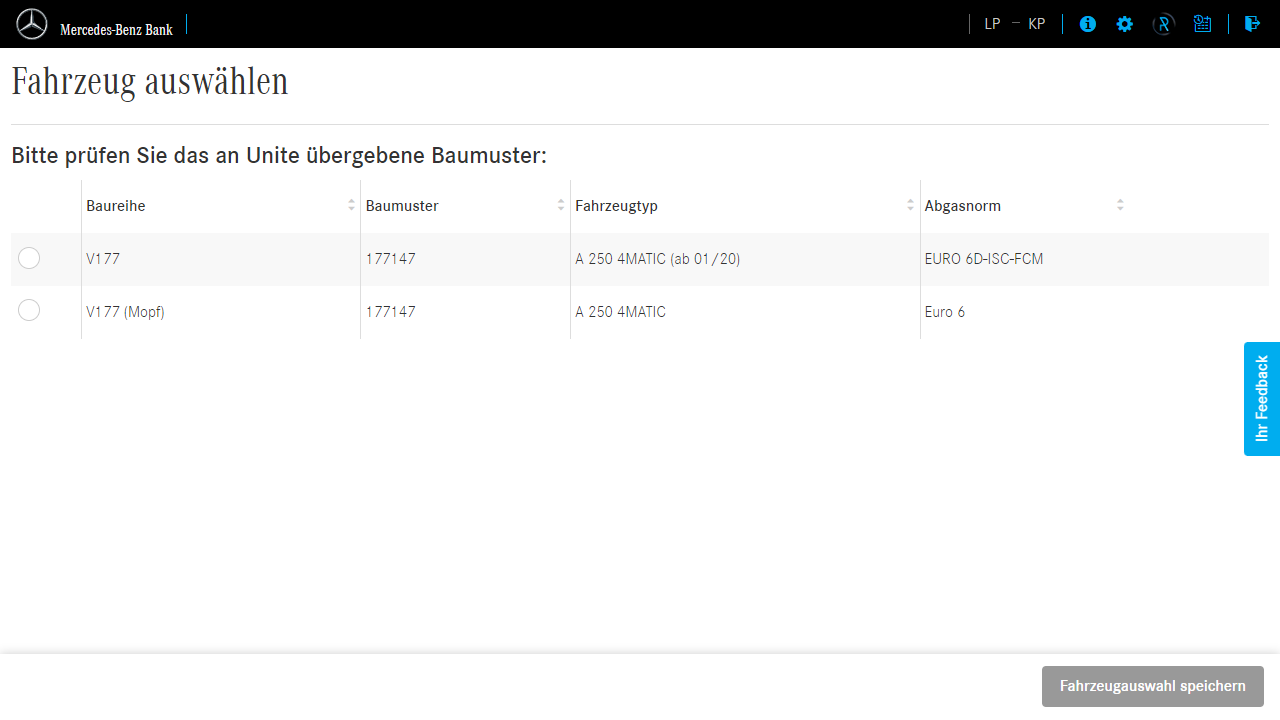 Mercedes-Benz Bank LP – KP
Fahrzeug auswählen
Bitte prüfen Sie das an Unite übergebene Baumuster:
Baureihe Baumuster Fahrzeugtyp Abgasnorm
V177 177147 A 250 4MATIC (ab 01/20) EURO 6D-ISC-FCM
V177 (Mopf) 177147 A 250 4MATIC Euro 6
Ihr Feedback
Fahrzeugauswahl speichern